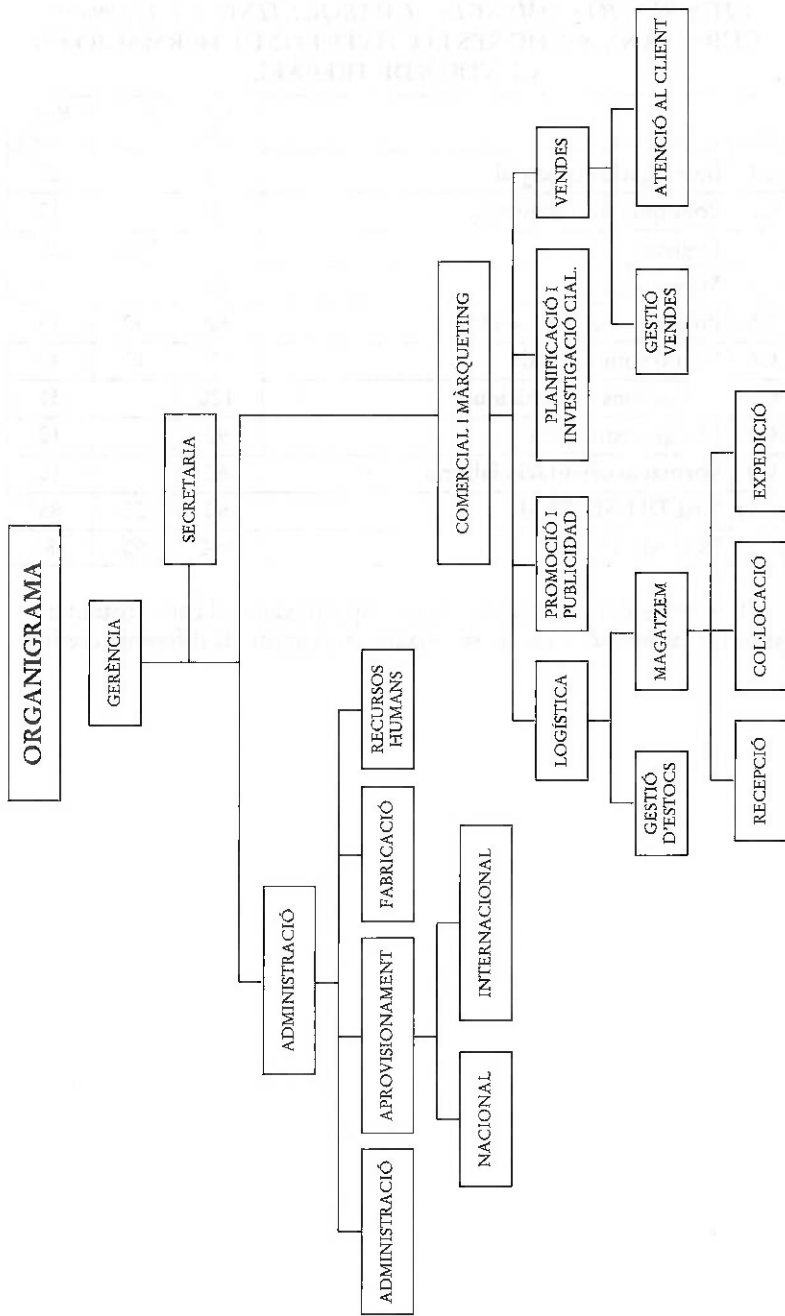 ORGANIGRAMA
GERÈNCIA
SECRETARIA
ADMINISTRACIÓ
COMERCIAL I MÀRQUETING
ADMINISTRACIÓ
APROVISIONAMENT
FABRICACIÓ
RECURSOS
HUMANS
NACIONAL
INTERNACIONAL
LOGÍSTICA
PROMOCIÓ I
PUBLICIDAD
PLANIFICACIÓ I
INVESTIGACIÓ CIAL.
VENDES
GESTIÓ
D'ESTOCS
MAGATZEM
GESTIÓ
VENDES
ATENCIÓ AL CLIENT
RECEPCIÓ
COL·LOCACIÓ
EXPEDICIÓ